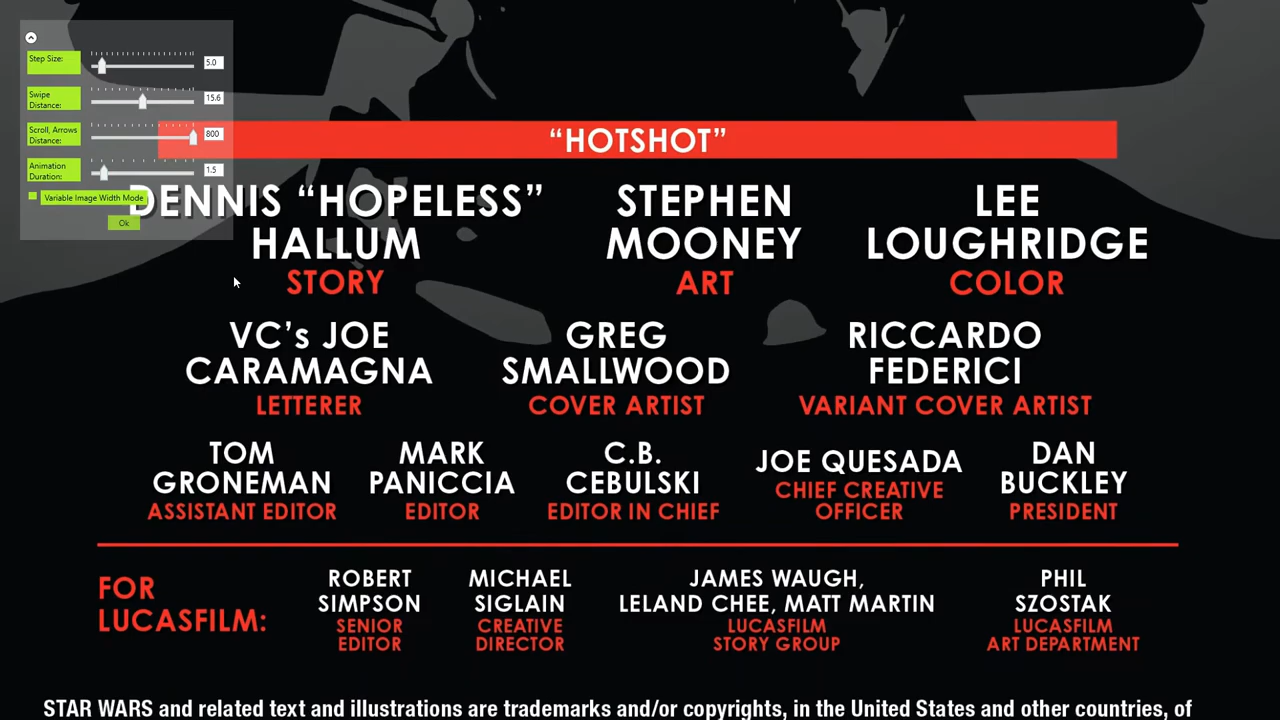 Step Size:
5.0
Swipe
Distance:
15.6
Scroll, Arrows
Distance:
800
Animation
Duration:
1.5
Variable Image Width Mode
Ok
“HOTSHOT”
DENNIS “HOPELESS”
HALLUM
STORY
STEPHEN
MOONEY
ART
LEE
LOUGHRIDGE
COLOR
VC’s JOE
CARAMAGNA
LETTERER
GREG
SMALLWOOD
COVER ARTIST
RICCARDO
FEDERICI
VARIANT COVER ARTIST
TOM
GRONEMAN
ASSISTANT EDITOR
MARK
PANICCIA
EDITOR
C.B.
CEBULSKI
EDITOR IN CHIEF
JOE QUESADA
CHIEF CREATIVE
OFFICER
DAN
BUCKLEY
PRESIDENT
FOR
LUCASFILM:
ROBERT
SIMPSON
SENIOR
EDITOR
MICHAEL
SIGLAIN
CREATIVE
DIRECTOR
JAMES WAUGH,
LELAND CHEE, MATT MARTIN
LUCASFILM
STORY GROUP
PHIL
SZOSTAK
LUCASFILM
ART DEPARTMENT
STAR WARS and related text and illustrations are trademarks and/or copyrights, in the United States and other countries, of